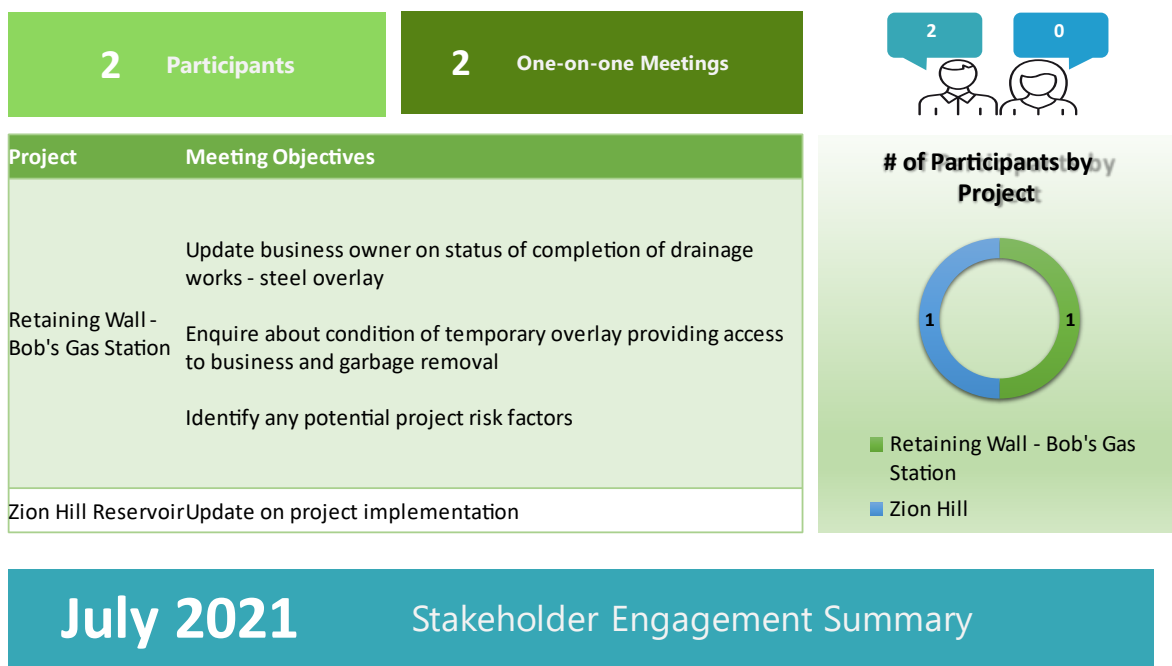 2 Participants
2 One-on-one Meetings
2
0
Project Meeting Objectives
Retaining Wall -
Bob's Gas Station
Update business owner on status of completion of drainage
works - steel overlay
Enquire about condition of temporary overlay providing access
to business and garbage removal
Identify any potential project risk factors
Zion Hill Reservoir Update on project implementation
# of Participants by
Project
1
1
Retaining Wall - Bob's Gas
Station
Zion Hill
July 2021 Stakeholder Engagement Summary